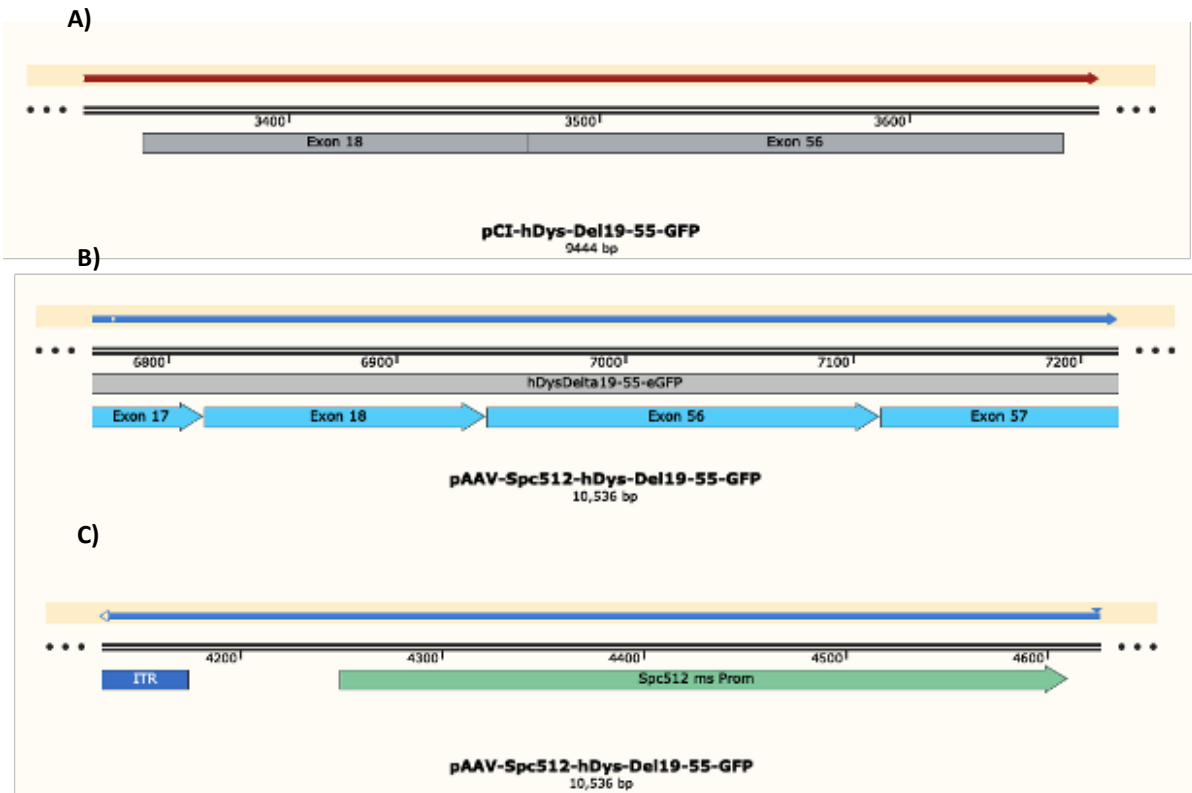 A)
3400 3500 3600
Exon 18 Exon 56
pCI-hDys-Del19-55-GFP
9444 bp
B)
6800 6900 7000 7100 7200
hDysDelta19-55-eGFP
Exon 17 Exon 18 Exon 56 Exon 57
pAAV-Spc512-hDys-Del19-55-GFP
10,536 bp
C)
4200 4300 4400 4500 4600
ITR Spc512 ms Prom
pAAV-Spc512-hDys-Del19-55-GFP
10,536 bp